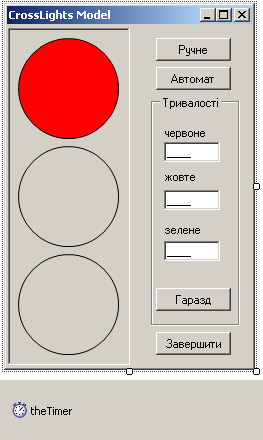 CrossLights Model
Ручне
Автомат
Тривалості
червоне
жовте
зелене
Гаразд
Завершити
theTimer